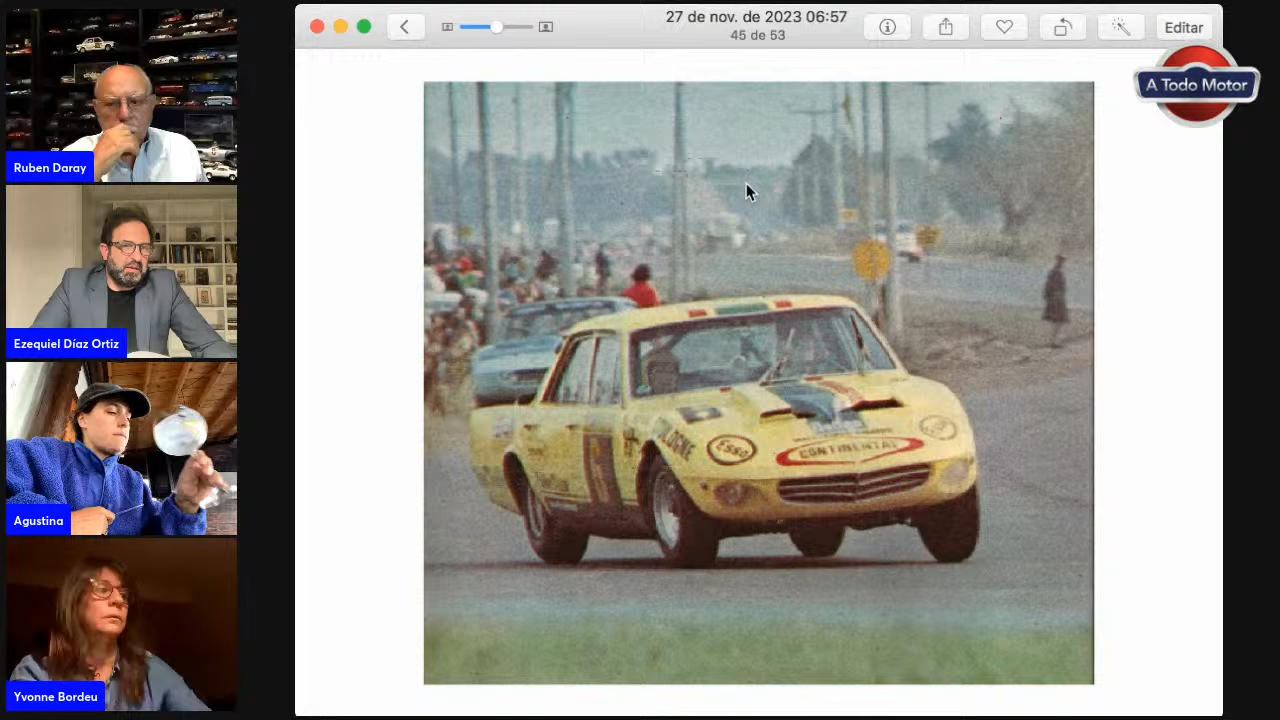 27 de nov. de 2023 06:57
45 de 53
Editar
A Todo Motor
Ruben Daray
Ezequiel Díaz Ortiz
Agustina
Yvonne Bordeu
Esso
CONTINENTAL